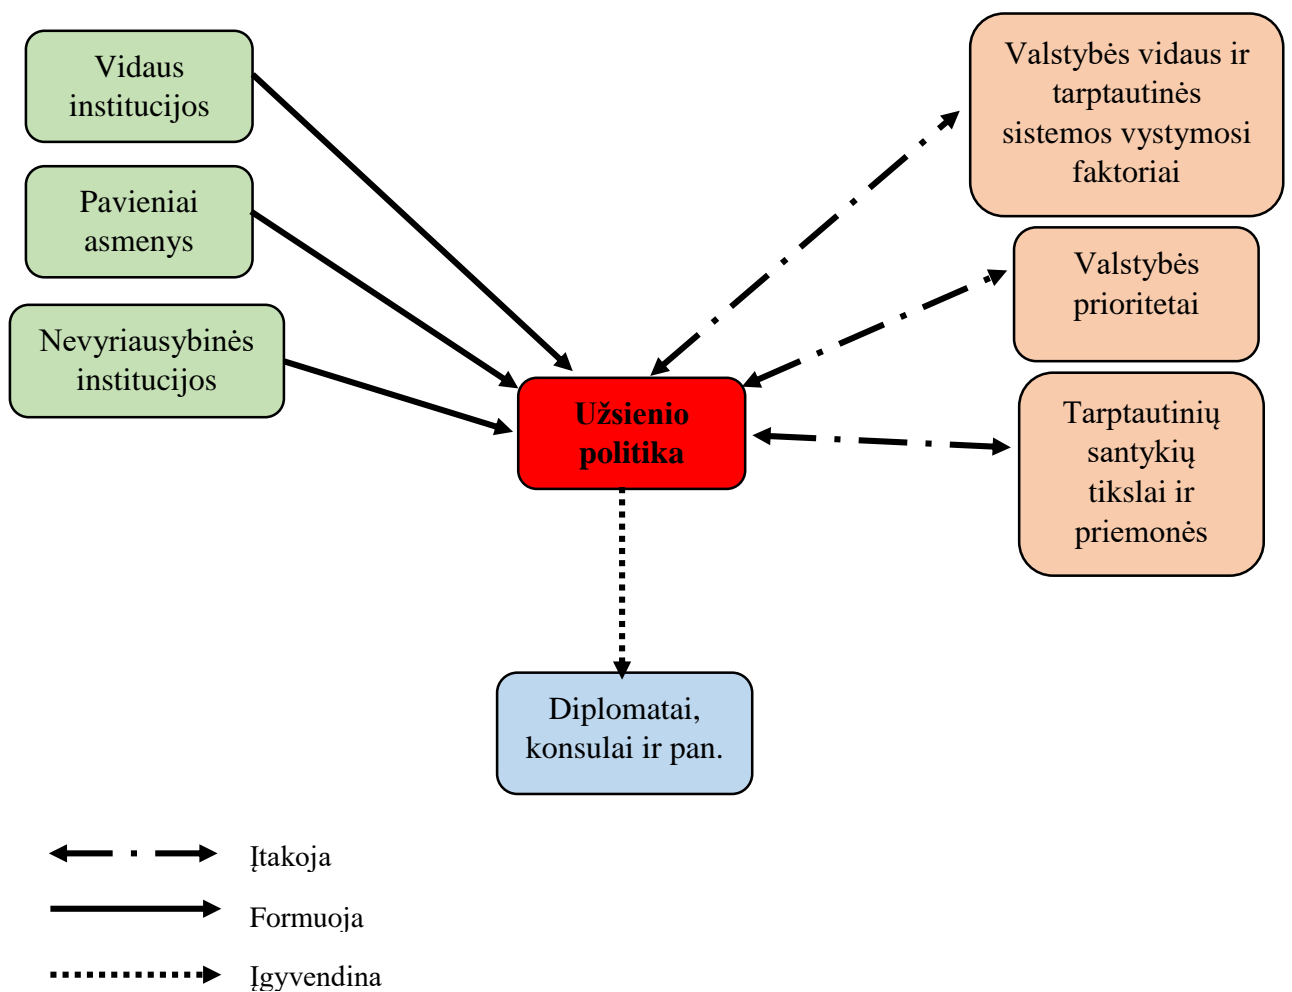 Vidaus
institucijos
Pavieniai
asmenys
Nevyriausybinės
institucijos
Užsienio
politika
Valstybės vidaus ir
tarptautinės
sistemos vystymosi
faktoriai
Valstybės
prioritetai
Tarptautinių
santykių
tikslai ir
priemonės
Diplomatai,
konsulai ir pan.
Įtakoja
Formuoja
Įgyvendina